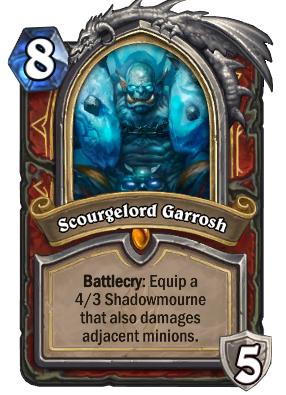 8
Scourgelord Garrosh
Battlecry: Equip a
4/3 Shadowmourne
that also damages
adjacent minions.
5